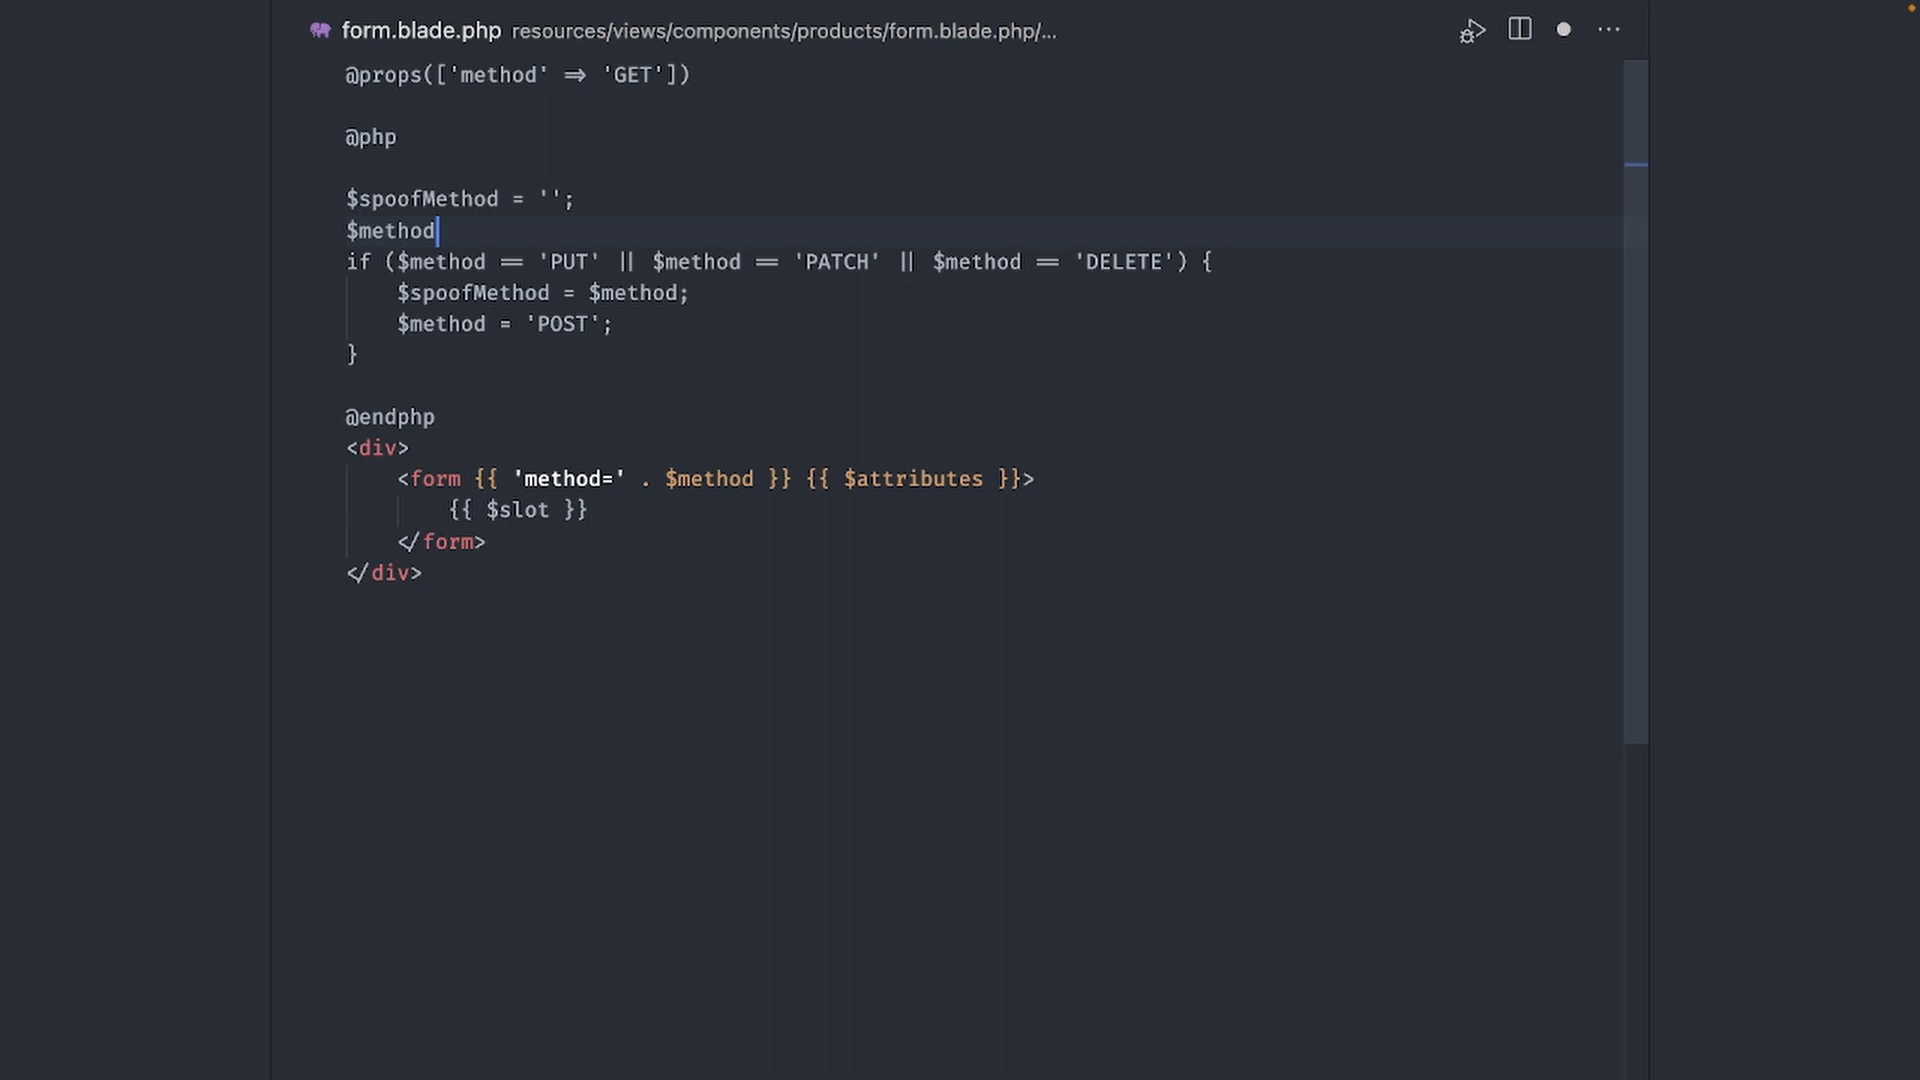 form.blade.php resources/views/components/products/form.blade.php/...
@props(['method' => 'GET'])
@php
$spoofMethod = '';
$method
if ($method == 'PUT' || $method == 'PATCH' || $method == 'DELETE') {
$spoofMethod = $method;
$method = 'POST';
}
@endphp
<div>
<form {{ 'method=' . $method }} {{ $attributes }}>
{{ $slot }}
</form>
</div>